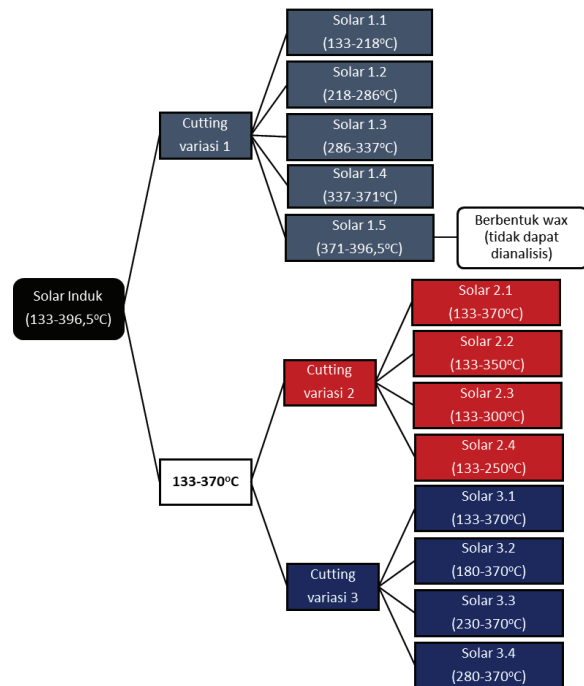 Solar 1.1
(133-218ºC)
Solar 1.2
(218-286ºC)
Cutting
variasi 1
Solar 1.3
(286-337ºC)
Solar 1.4
(337-371ºC)
Solar 1.5
(371-396,5ºC)
Berbentuk wax
(tidak dapat
dianalisis)
Solar Induk
(133-396,5ºC)
Solar 2.1
(133-370ºC)
Solar 2.2
(133-350ºC)
Cutting
variasi 2
Solar 2.3
(133-300ºC)
Solar 2.4
(133-250ºC)
133-370ºC
Solar 3.1
(133-370ºC)
Solar 3.2
(180-370ºC)
Cutting
variasi 3
Solar 3.3
(230-370ºC)
Solar 3.4
(280-370ºC)